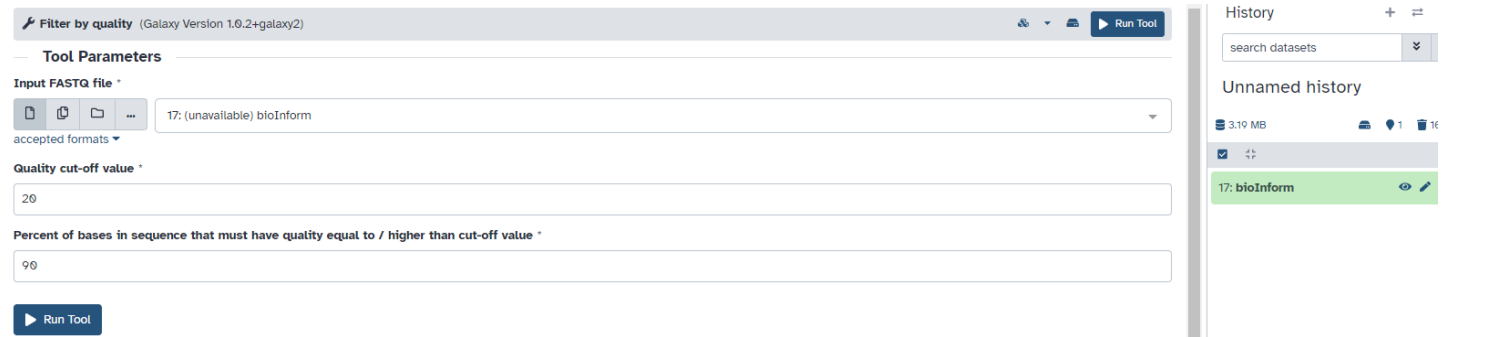 Filter by quality (Galaxy Version 1.0.2+galaxy2)
Run Tool
Tool Parameters
Input FASTQ file *
17: (unavailable) bioInform
accepted formats
Quality cut-off value *
20
Percent of bases in sequence that must have quality equal to / higher than cut-off value *
90
Run Tool
History
search datasets
Unnamed history
3.19 MB
1
16
17: bioInform